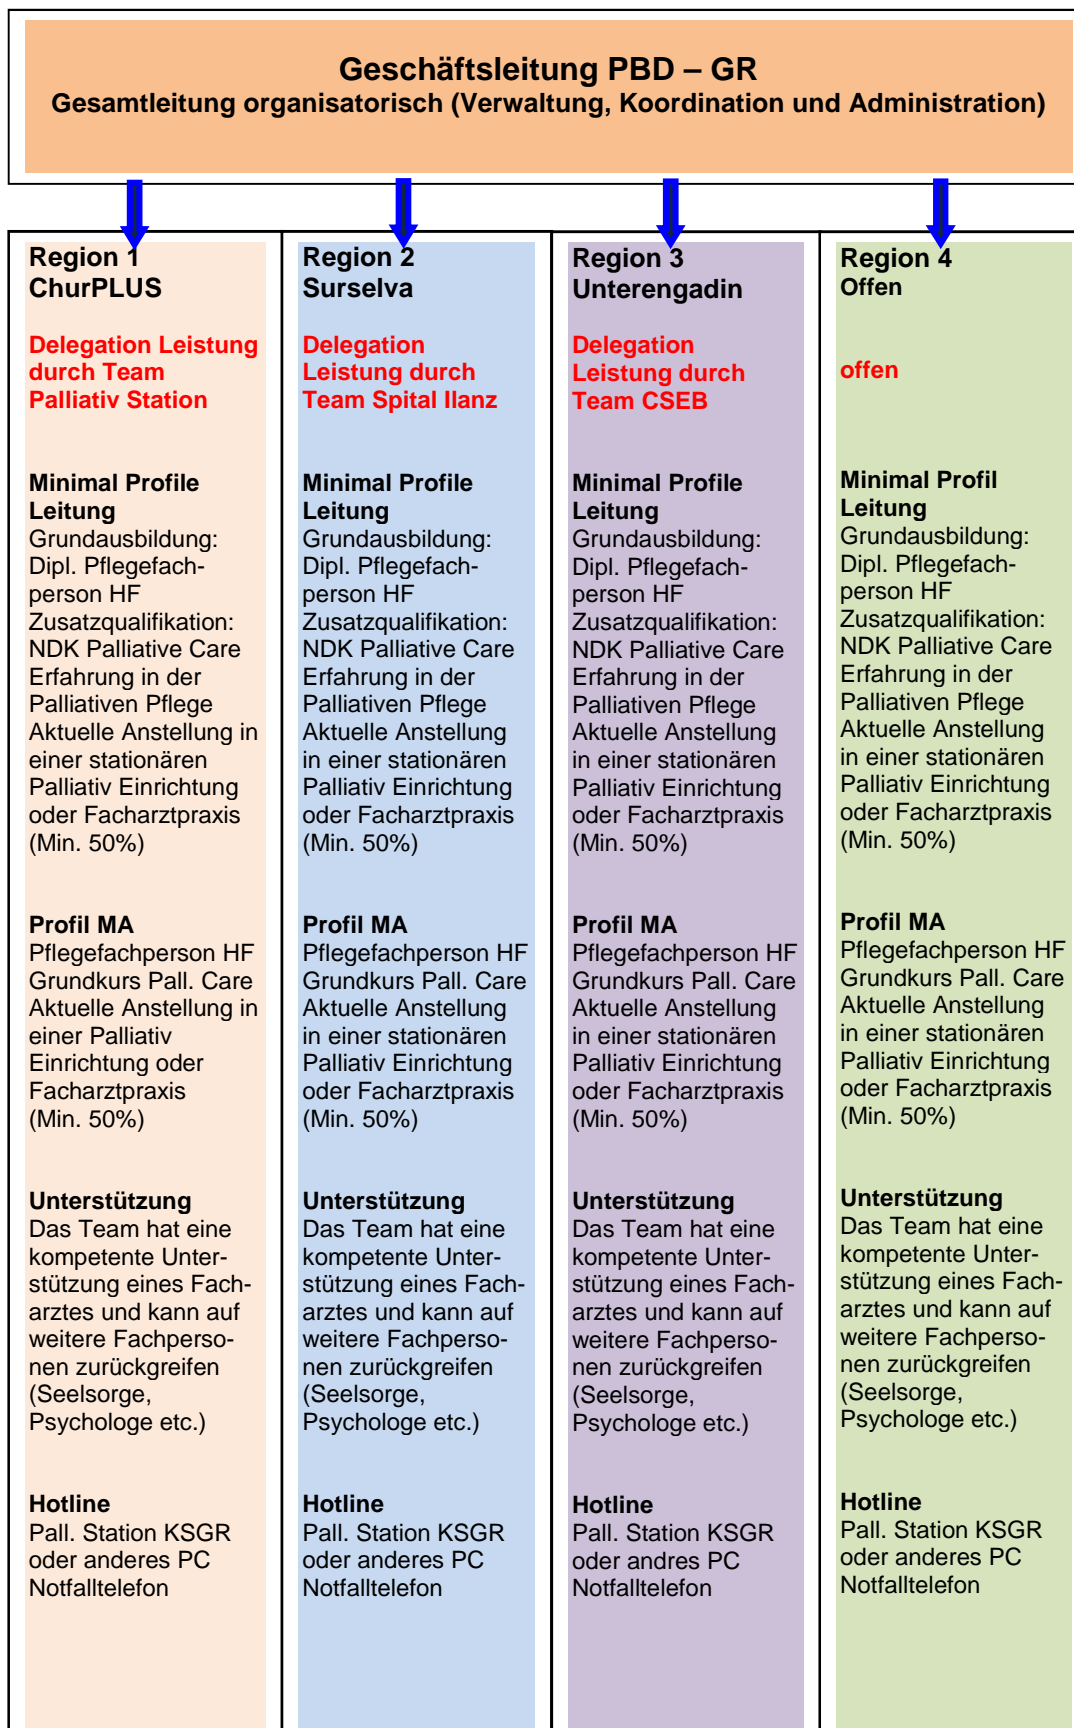 Geschäftsleitung PBD – GR
Gesamtleitung organisatorisch (Verwaltung, Koordination und Administration)
Region 1
ChurPLUS
Delegation Leistung
durch Team
Palliativ Station
Minimal Profile
Leitung
Grundausbildung:
Dipl. Pflegefach-
person HF
Zusatzqualifikation:
NDK Palliative Care
Erfahrung in der
Palliativen Pflege
Aktuelle Anstellung in
einer stationären
Palliativ Einrichtung
oder Facharztpraxis
(Min. 50%)
Profil MA
Pflegefachperson HF
Grundkurs Pall. Care
Aktuelle Anstellung in
einer Palliativ
Einrichtung oder
Facharztpraxis
(Min. 50%)
Unterstützung
Das Team hat eine
kompetente Unter-
stützung eines Fach-
arztes und kann auf
weitere Fachperso-
nen zurückgreifen
(Seelsorge,
Psychologe etc.)
Hotline
Pall. Station KSGR
oder anderes PC
Notfalltelefon
Region 2
Surselva
Delegation
Leistung durch
Team Spital Ilanz
Minimal Profile
Leitung
Grundausbildung:
Dipl. Pflegefach-
person HF
Zusatzqualifikation:
NDK Palliative Care
Erfahrung in der
Palliativen Pflege
Aktuelle Anstellung
in einer stationären
Palliativ Einrichtung
oder Facharztpraxis
(Min. 50%)
Profil MA
Pflegefachperson HF
Grundkurs Pall. Care
Aktuelle Anstellung
in einer stationären
Palliativ Einrichtung
oder Facharztpraxis
(Min. 50%)
Unterstützung
Das Team hat eine
kompetente Unter-
stützung eines Fach-
arztes und kann auf
weitere Fachperso-
nen zurückgreifen
(Seelsorge,
Psychologe etc.)
Hotline
Pall. Station KSGR
oder anderes PC
Notfalltelefon
Region 3
Unterengadin
Delegation
Leistung durch
Team CSEB
Minimal Profile
Leitung
Grundausbildung:
Dipl. Pflegefach-
person HF
Zusatzqualifikation:
NDK Palliative Care
Erfahrung in der
Palliativen Pflege
Aktuelle Anstellung
in einer stationären
Palliativ Einrichtung
oder Facharztpraxis
(Min. 50%)
Profil MA
Pflegefachperson HF
Grundkurs Pall. Care
Aktuelle Anstellung
in einer stationären
Palliativ Einrichtung
oder Facharztpraxis
(Min. 50%)
Unterstützung
Das Team hat eine
kompetente Unter-
stützung eines Fach-
arztes und kann auf
weitere Fachperso-
nen zurückgreifen
(Seelsorge,
Psychologe etc.)
Hotline
Pall. Station KSGR
oder andres PC
Notfalltelefon
Region 4
Offen
offen
Minimal Profil
Leitung
Grundausbildung:
Dipl. Pflegefach-
person HF
Zusatzqualifikation:
NDK Palliative Care
Erfahrung in der
Palliativen Pflege
Aktuelle Anstellung
in einer stationären
Palliativ Einrichtung
oder Facharztpraxis
(Min. 50%)
Profil MA
Pflegefachperson HF
Grundkurs Pall. Care
Aktuelle Anstellung
in einer stationären
Palliativ Einrichtung
oder Facharztpraxis
(Min. 50%)
Unterstützung
Das Team hat eine
kompetente Unter-
stützung eines Fach-
arztes und kann auf
weitere Fachperso-
nen zurückgreifen
(Seelsorge,
Psychologe etc.)
Hotline
Pall. Station KSGR
oder anderes PC
Notfalltelefon